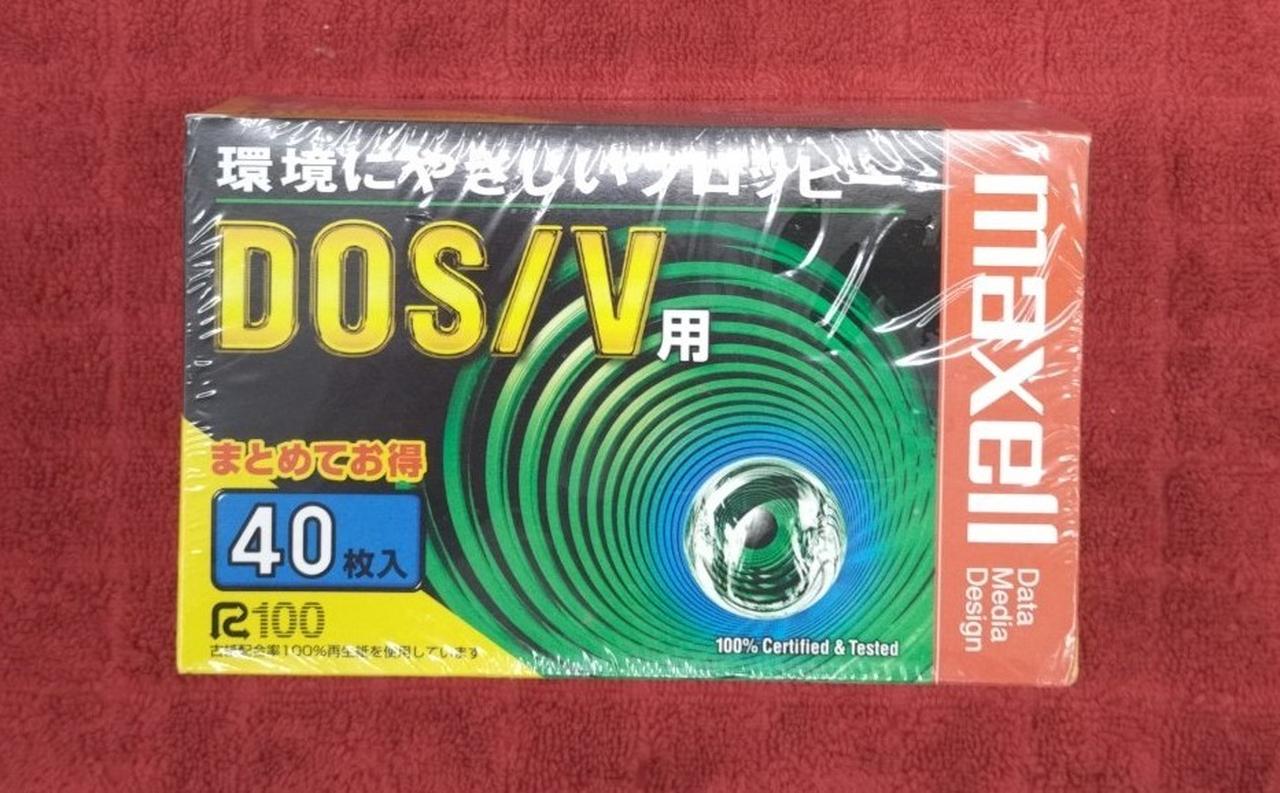 環境にやさしいフロッピー
DOS/V用
まとめてお得
40枚入
R100
古紙配合率100%再生紙を使用しています
100% Certified & Tested
maxell
Data
Media
Design